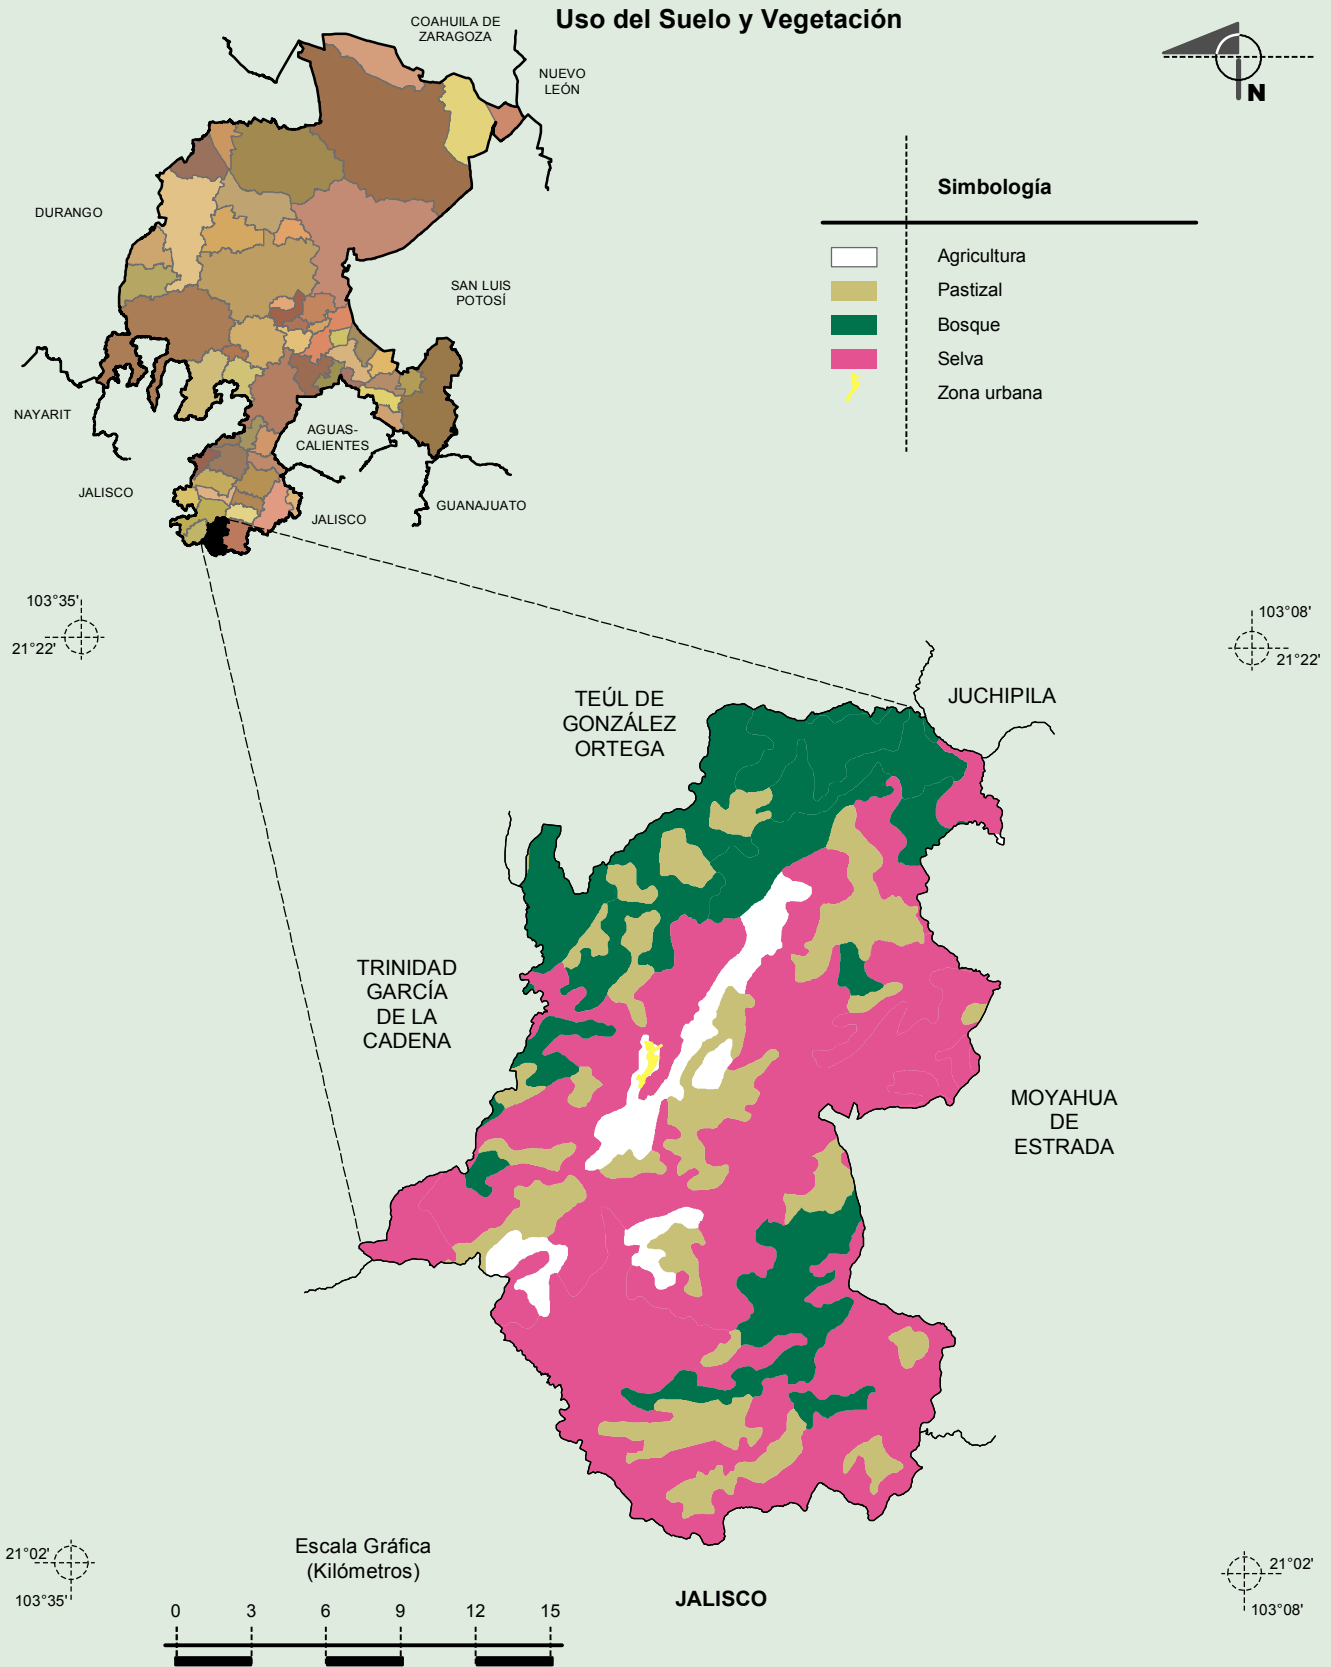 Uso del Suelo y Vegetación
COAHUILA DE
ZARAGOZA
NUEVO
LEÓN
N
DURANGO
SAN LUIS
POTOSÍ
NAYARIT
AGUAS-
CALIENTES
JALISCO
JALISCO
GUANAJUATO
Simbología
Agricultura
Pastizal
Bosque
Selva
Zona urbana
103°35'
21°22'
103°08'
21°22'
TEÚL DE
GONZÁLEZ
ORTEGA
JUCHIPILA
TRINIDAD
GARCÍA
DE LA
CADENA
MOYAHUA
DE
ESTRADA
JALISCO
21°02'
103°35'
21°02'
103°08'
Escala Gráfica
(Kilómetros)
0 3 6 9 12 15